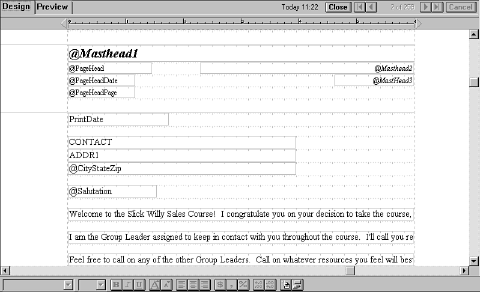 Design Preview Today 11:22 Close Cancel
@Masthead1
@PageHead @Masthead2
@PageHeadDate @MastHead3
@PageHeadPage
PrintDate
CONTACT
ADDR1
@CityStateZip
@Salutation
Welcome to the Slick Willy Sales Course! I congratulate you on your decision to take the course,
I am the Group Leader assigned to keep in contact with you throughout the course. I'll call you re
Feel free to call on any of the other Group Leaders. Call on whatever resources you feel will bes
B I U